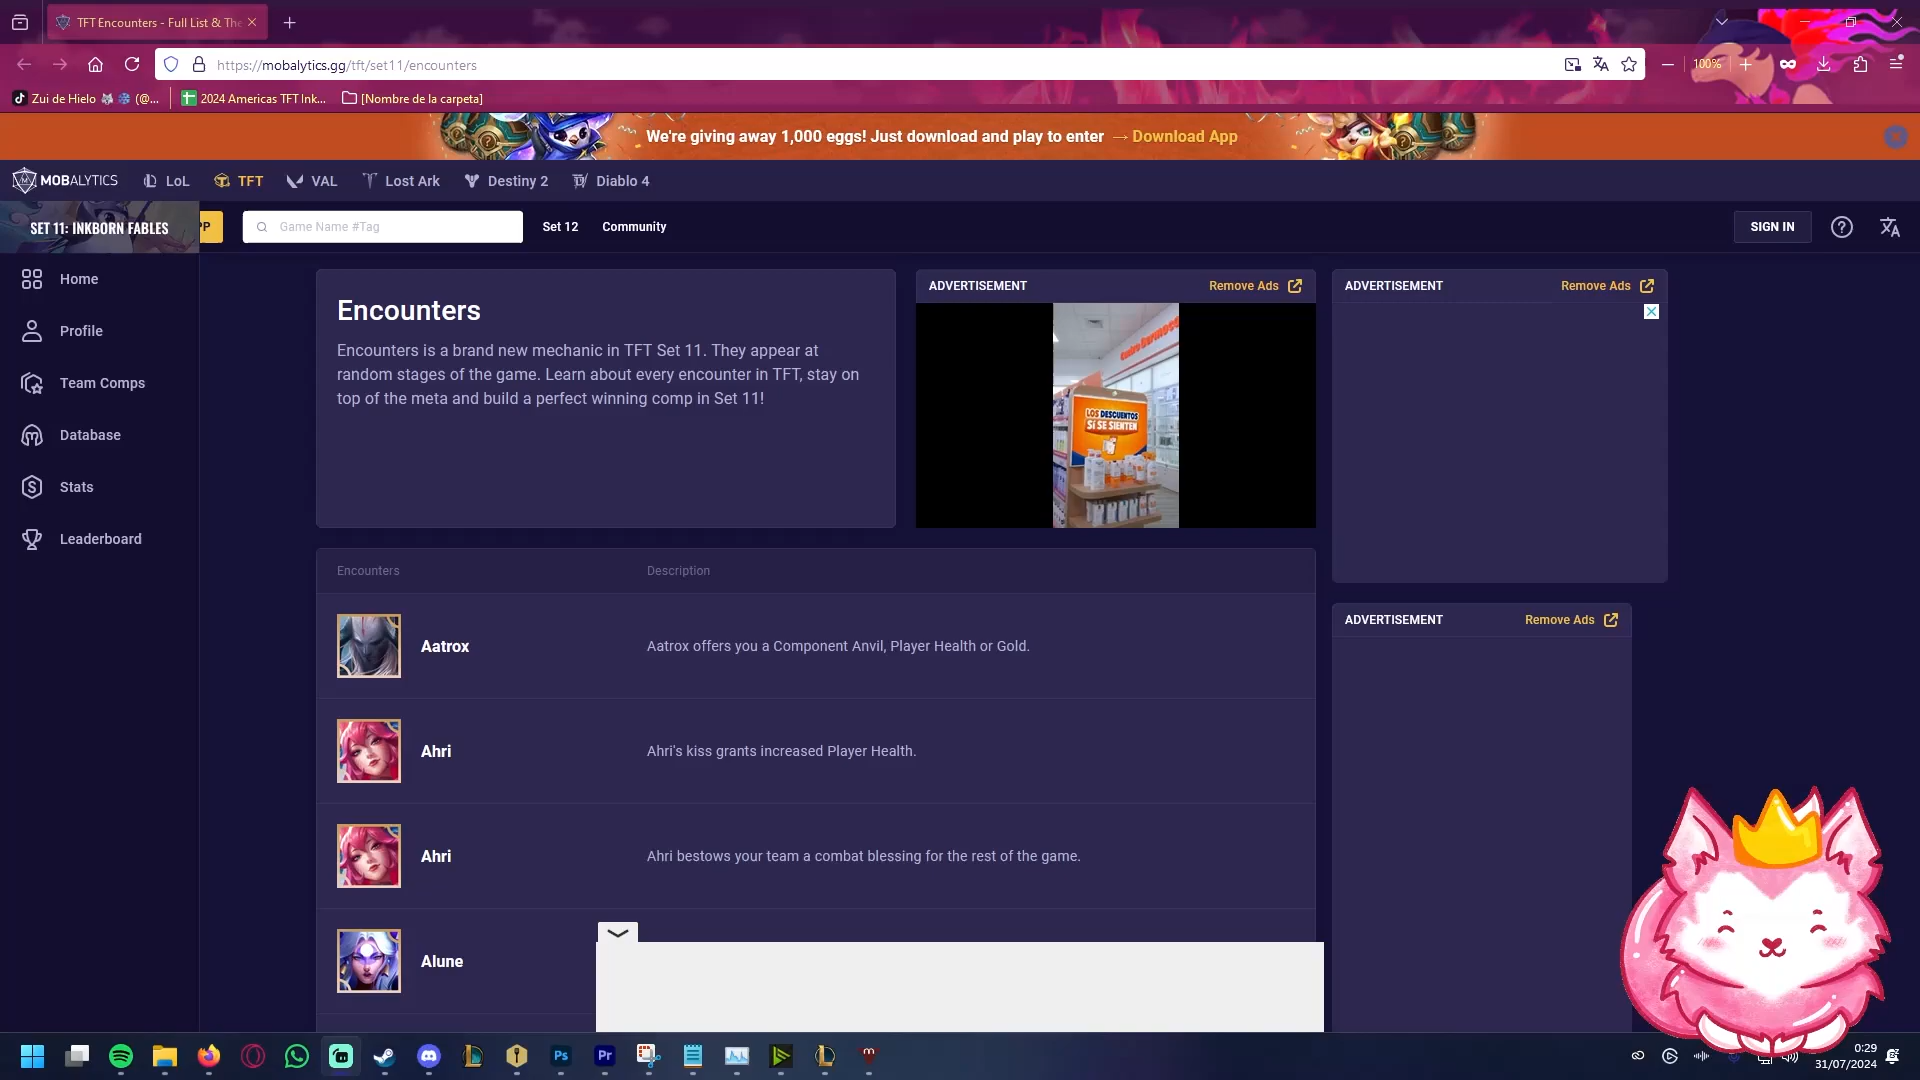 TFT Encounters - Full List & The
https://mobalytics.gg/tft/set11/encounters
100%
Zui de Hielo 🐺❄️ (@...
2024 Americas TFT Ink...
[Nombre de la carpeta]
We're giving away 1,000 eggs! Just download and play to enter → Download App
MOBALYTICS
LoL
TFT
VAL
Lost Ark
Destiny 2
Diablo 4
SET 11: INKBORN FABLES
PP
Game Name #Tag
Set 12
Community
SIGN IN
Home
Profile
Team Comps
Database
Stats
Leaderboard
Encounters
Encounters is a brand new mechanic in TFT Set 11. They appear at
random stages of the game. Learn about every encounter in TFT, stay on
top of the meta and build a perfect winning comp in Set 11!
ADVERTISEMENT
Remove Ads
LOS DESCUENTOS
SÍ SE SIENTEN
ADVERTISEMENT
Remove Ads
Encounters
Description
Aatrox
Aatrox offers you a Component Anvil, Player Health or Gold.
Ahri
Ahri's kiss grants increased Player Health.
Ahri
Ahri bestows your team a combat blessing for the rest of the game.
Alune
ADVERTISEMENT
Remove Ads
Ps
Pr
0:29
31/07/2024